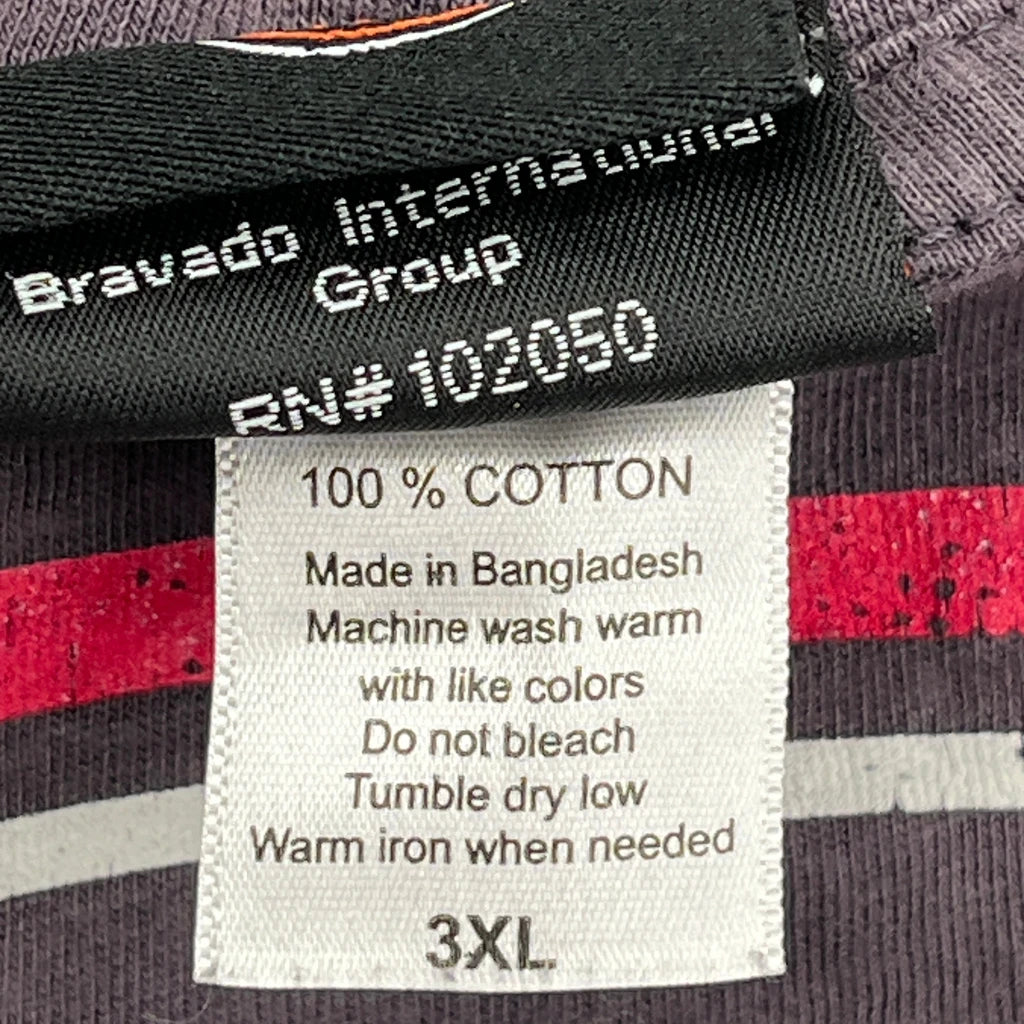 Bravado International
Group
RN#102050
100 % COTTON
Made in Bangladesh
Machine wash warm
with like colors
Do not bleach
Tumble dry low
Warm iron when needed
3XL